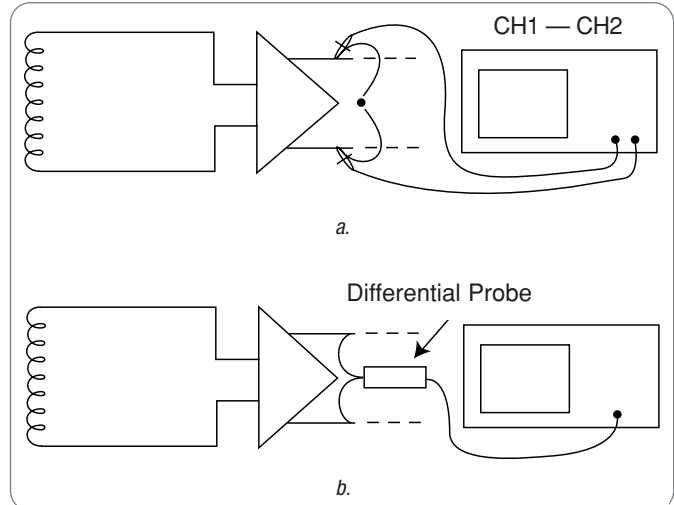 CH1 — CH2
a.
Differential Probe
b.